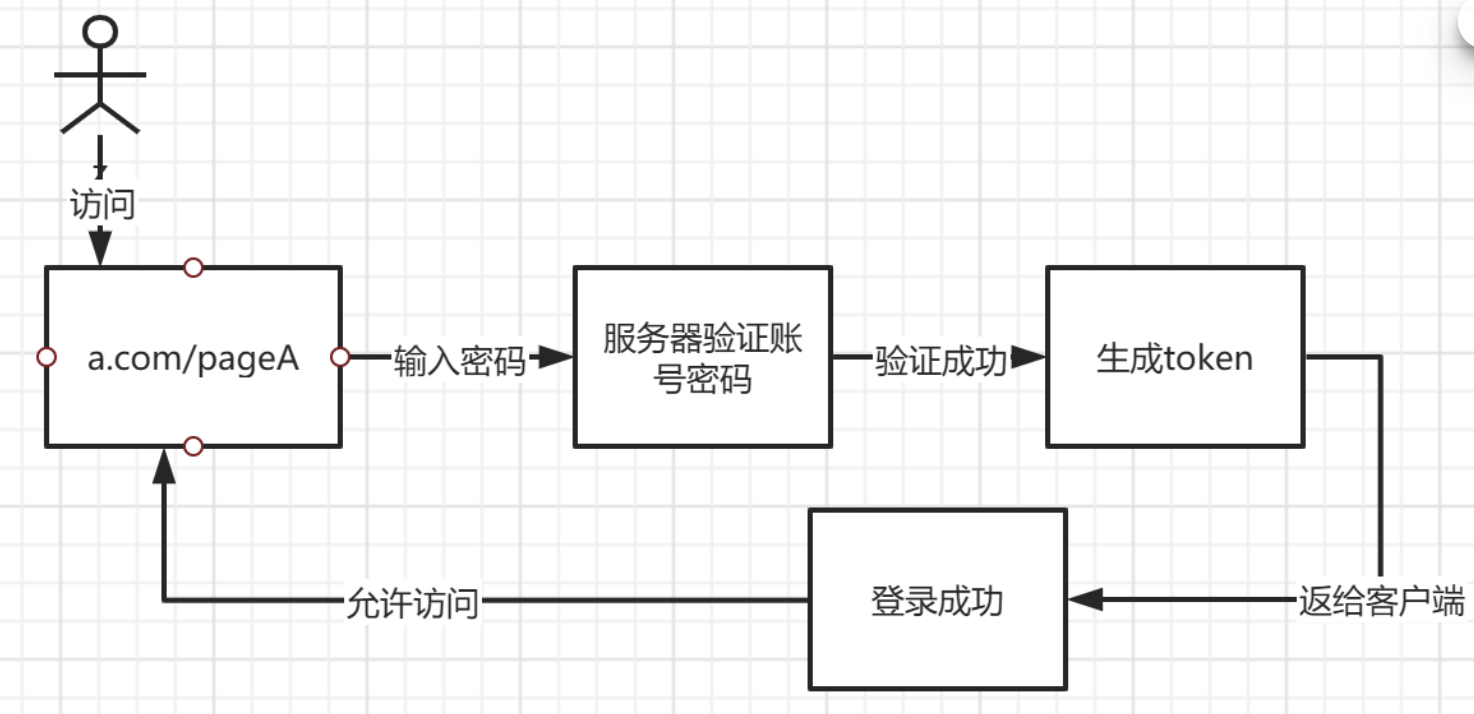 访问
a.com/pageA
输入密码
服务器验证账
号密码
验证成功
生成token
返给客户端
登录成功
允许访问